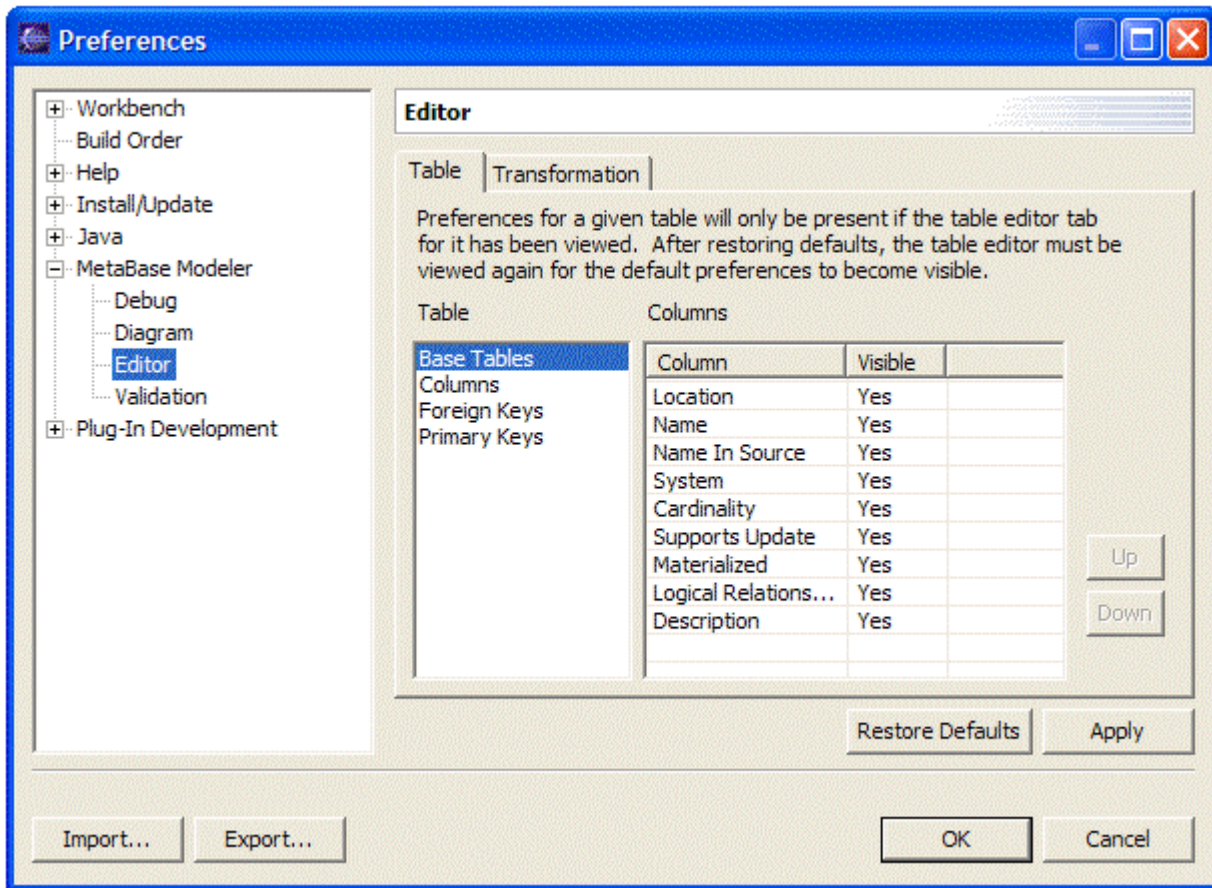 Preferences
Workbench
Build Order
Help
Install/Update
Java
MetaBase Modeler
Debug
Diagram
Editor
Validation
Plug-In Development
Editor
Table Transformation
Preferences for a given table will only be present if the table editor tab
for it has been viewed.  After restoring defaults, the table editor must be
viewed again for the default preferences to become visible.
Table
Base Tables
Columns
Foreign Keys
Primary Keys
Columns
Column Visible
Location Yes
Name Yes
Name In Source Yes
System Yes
Cardinality Yes
Supports Update Yes
Materialized Yes
Logical Relations... Yes
Description Yes
Up
Down
Restore Defaults Apply
Import... Export... OK Cancel